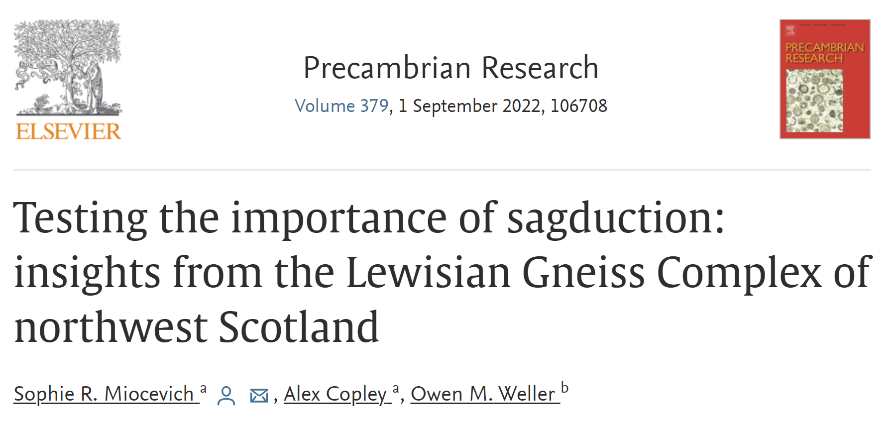 ELSEVIER
Precambrian Research
Volume 379, 1 September 2022, 106708
PRECAMBRIAN
RESEARCH
Testing the importance of sagduction:
insights from the Lewisian Gneiss Complex of
northwest Scotland
Sophie R. Miocevich a , Alex Copley a, Owen M. Weller b